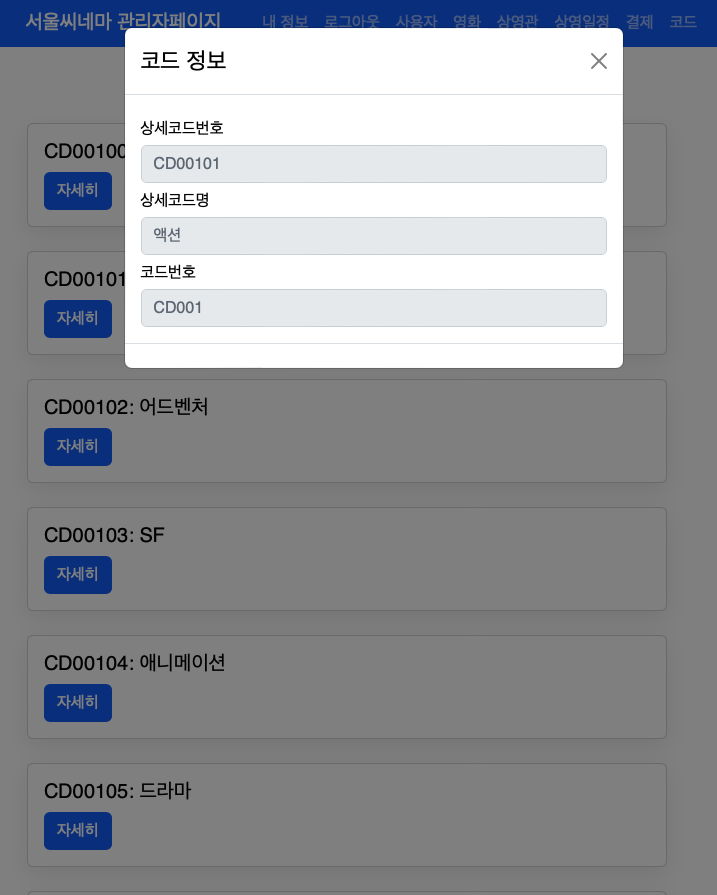 서울씨네마 관리자페이지 내 정보 로그아웃 사용자 영화 상영관 상영일정 결제 코드
코드 정보
상세코드번호
CD00101
상세코드명
액션
코드번호
CD001
CD00100
자세히
CD00101
자세히
CD00102: 어드벤처
자세히
CD00103: SF
자세히
CD00104: 애니메이션
자세히
CD00105: 드라마
자세히